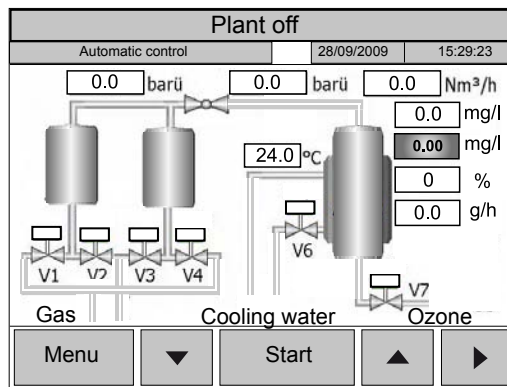 Plant off
Automatic control 28/09/2009 15:29:23
0.0 barü 0.0 barü 0.0 Nm³/h
0.0 mg/l
0.00 mg/l
24.0 °C
0 %
0.0 g/h
V6
V1 V2 V3 V4
V7
Gas Cooling water Ozone
Menu Start